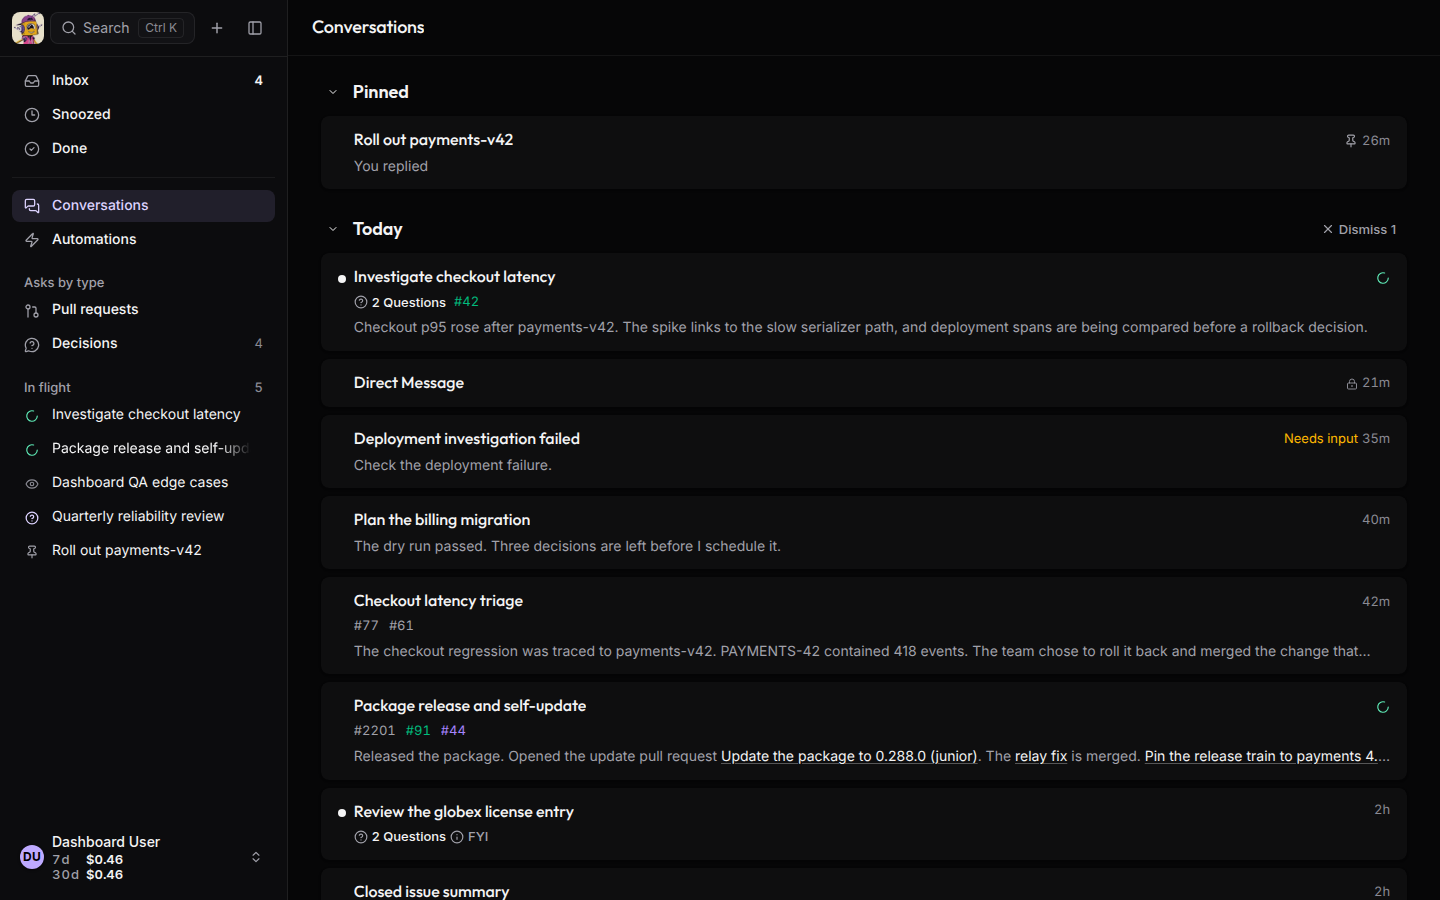 Search Ctrl K
Inbox 4
Snoozed
Done
Conversations
Automations
Asks by type
Pull requests
Decisions 4
In flight 5
Investigate checkout latency
Package release and self-upd
Dashboard QA edge cases
Quarterly reliability review
Roll out payments-v42
DU Dashboard User
7d $0.46
30d $0.46
Conversations
Pinned
Roll out payments-v42 26m
You replied
Today Dismiss 1
Investigate checkout latency
2 Questions #42
Checkout p95 rose after payments-v42. The spike links to the slow serializer path, and deployment spans are being compared before a rollback decision.
Direct Message 21m
Deployment investigation failed Needs input 35m
Check the deployment failure.
Plan the billing migration 40m
The dry run passed. Three decisions are left before I schedule it.
Checkout latency triage 42m
#77 #61
The checkout regression was traced to payments-v42. PAYMENTS-42 contained 418 events. The team chose to roll it back and merged the change that...
Package release and self-update
#2201 #91 #44
Released the package. Opened the update pull request Update the package to 0.288.0 (junior). The relay fix is merged. Pin the release train to payments 4....
Review the globex license entry 2h
2 Questions FYI
Closed issue summary 2h